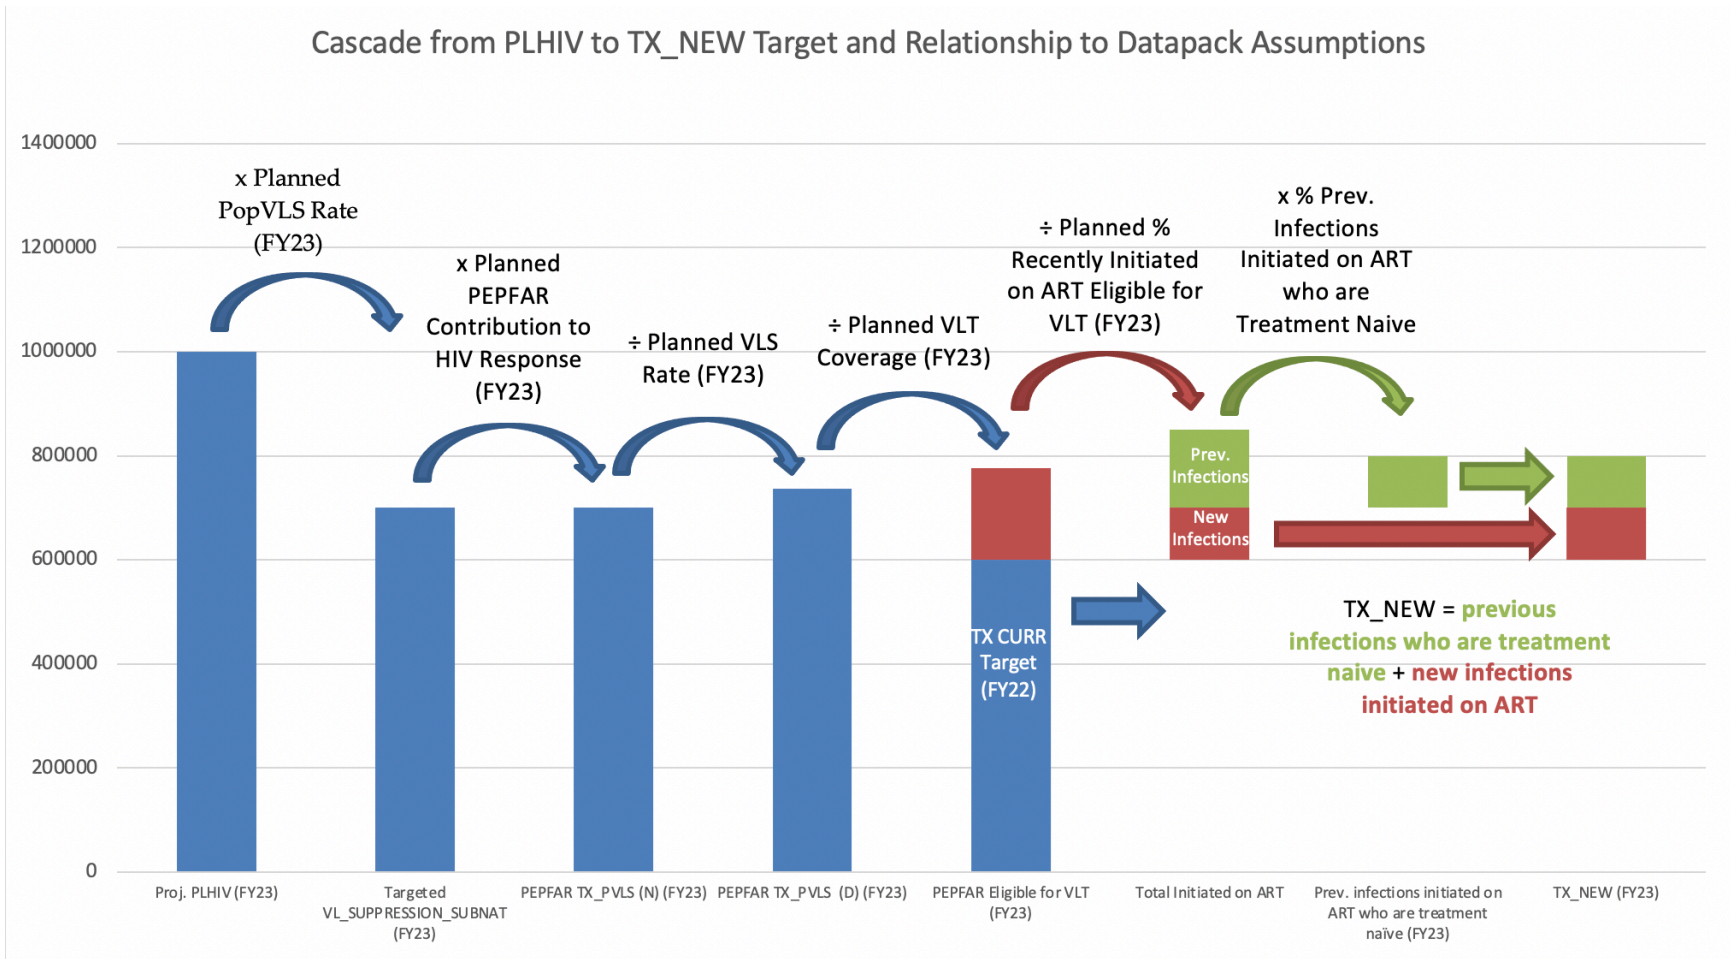 Cascade from PLHIV to TX_NEW Target and Relationship to Datapack Assumptions
1400000
1200000
1000000
800000
600000
400000
200000
0
x Planned
PopVLS Rate
(FY23)
x Planned
PEPFAR
Contribution to
HIV Response
(FY23)
÷ Planned VLS
Rate (FY23)
÷ Planned VLT
Coverage (FY23)
÷ Planned %
Recently Initiated
on ART Eligible for
VLT (FY23)
x % Prev.
Infections
Initiated on ART
who are
Treatment Naive
TX CURR
Target
(FY22)
Prev.
Infections
New
Infections
TX_NEW = previous
infections who are treatment
naive + new infections
initiated on ART
Proj. PLHIV (FY23)
Targeted
VL_SUPPRESSION_SUBNAT
(FY23)
PEPFAR TX_PVLS (N) (FY23)
PEPFAR TX_PVLS (D) (FY23)
PEPFAR Eligible for VLT
(FY23)
Total Initiated on ART
Prev. infections initiated on
ART who are treatment
naïve (FY23)
TX_NEW (FY23)